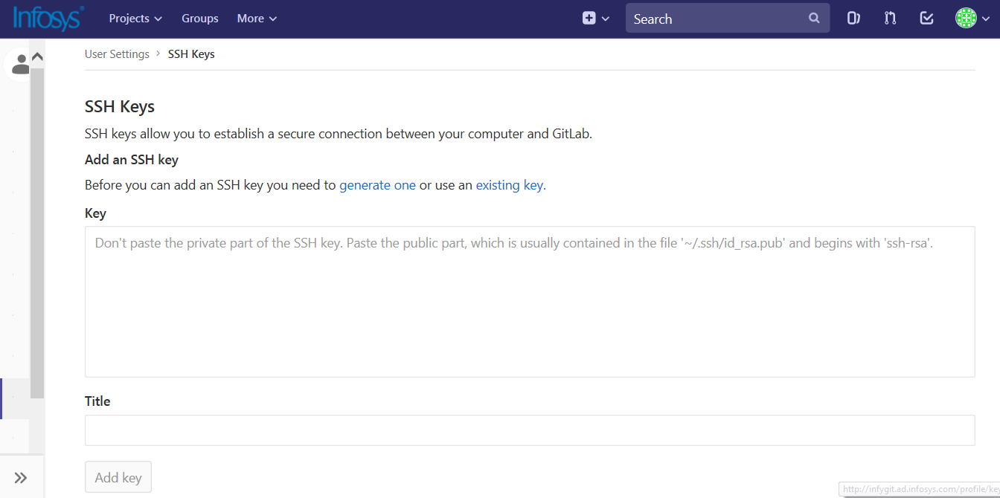 Infosys® Projects Groups More Search
User Settings > SSH Keys
SSH Keys
SSH keys allow you to establish a secure connection between your computer and GitLab.
Add an SSH key
Before you can add an SSH key you need to generate one or use an existing key.
Key
Don't paste the private part of the SSH key. Paste the public part, which is usually contained in the file '~/.ssh/id_rsa.pub' and begins with 'ssh-rsa'.
Title
Add key
http://infygit.ad.infosys.com/profile/key